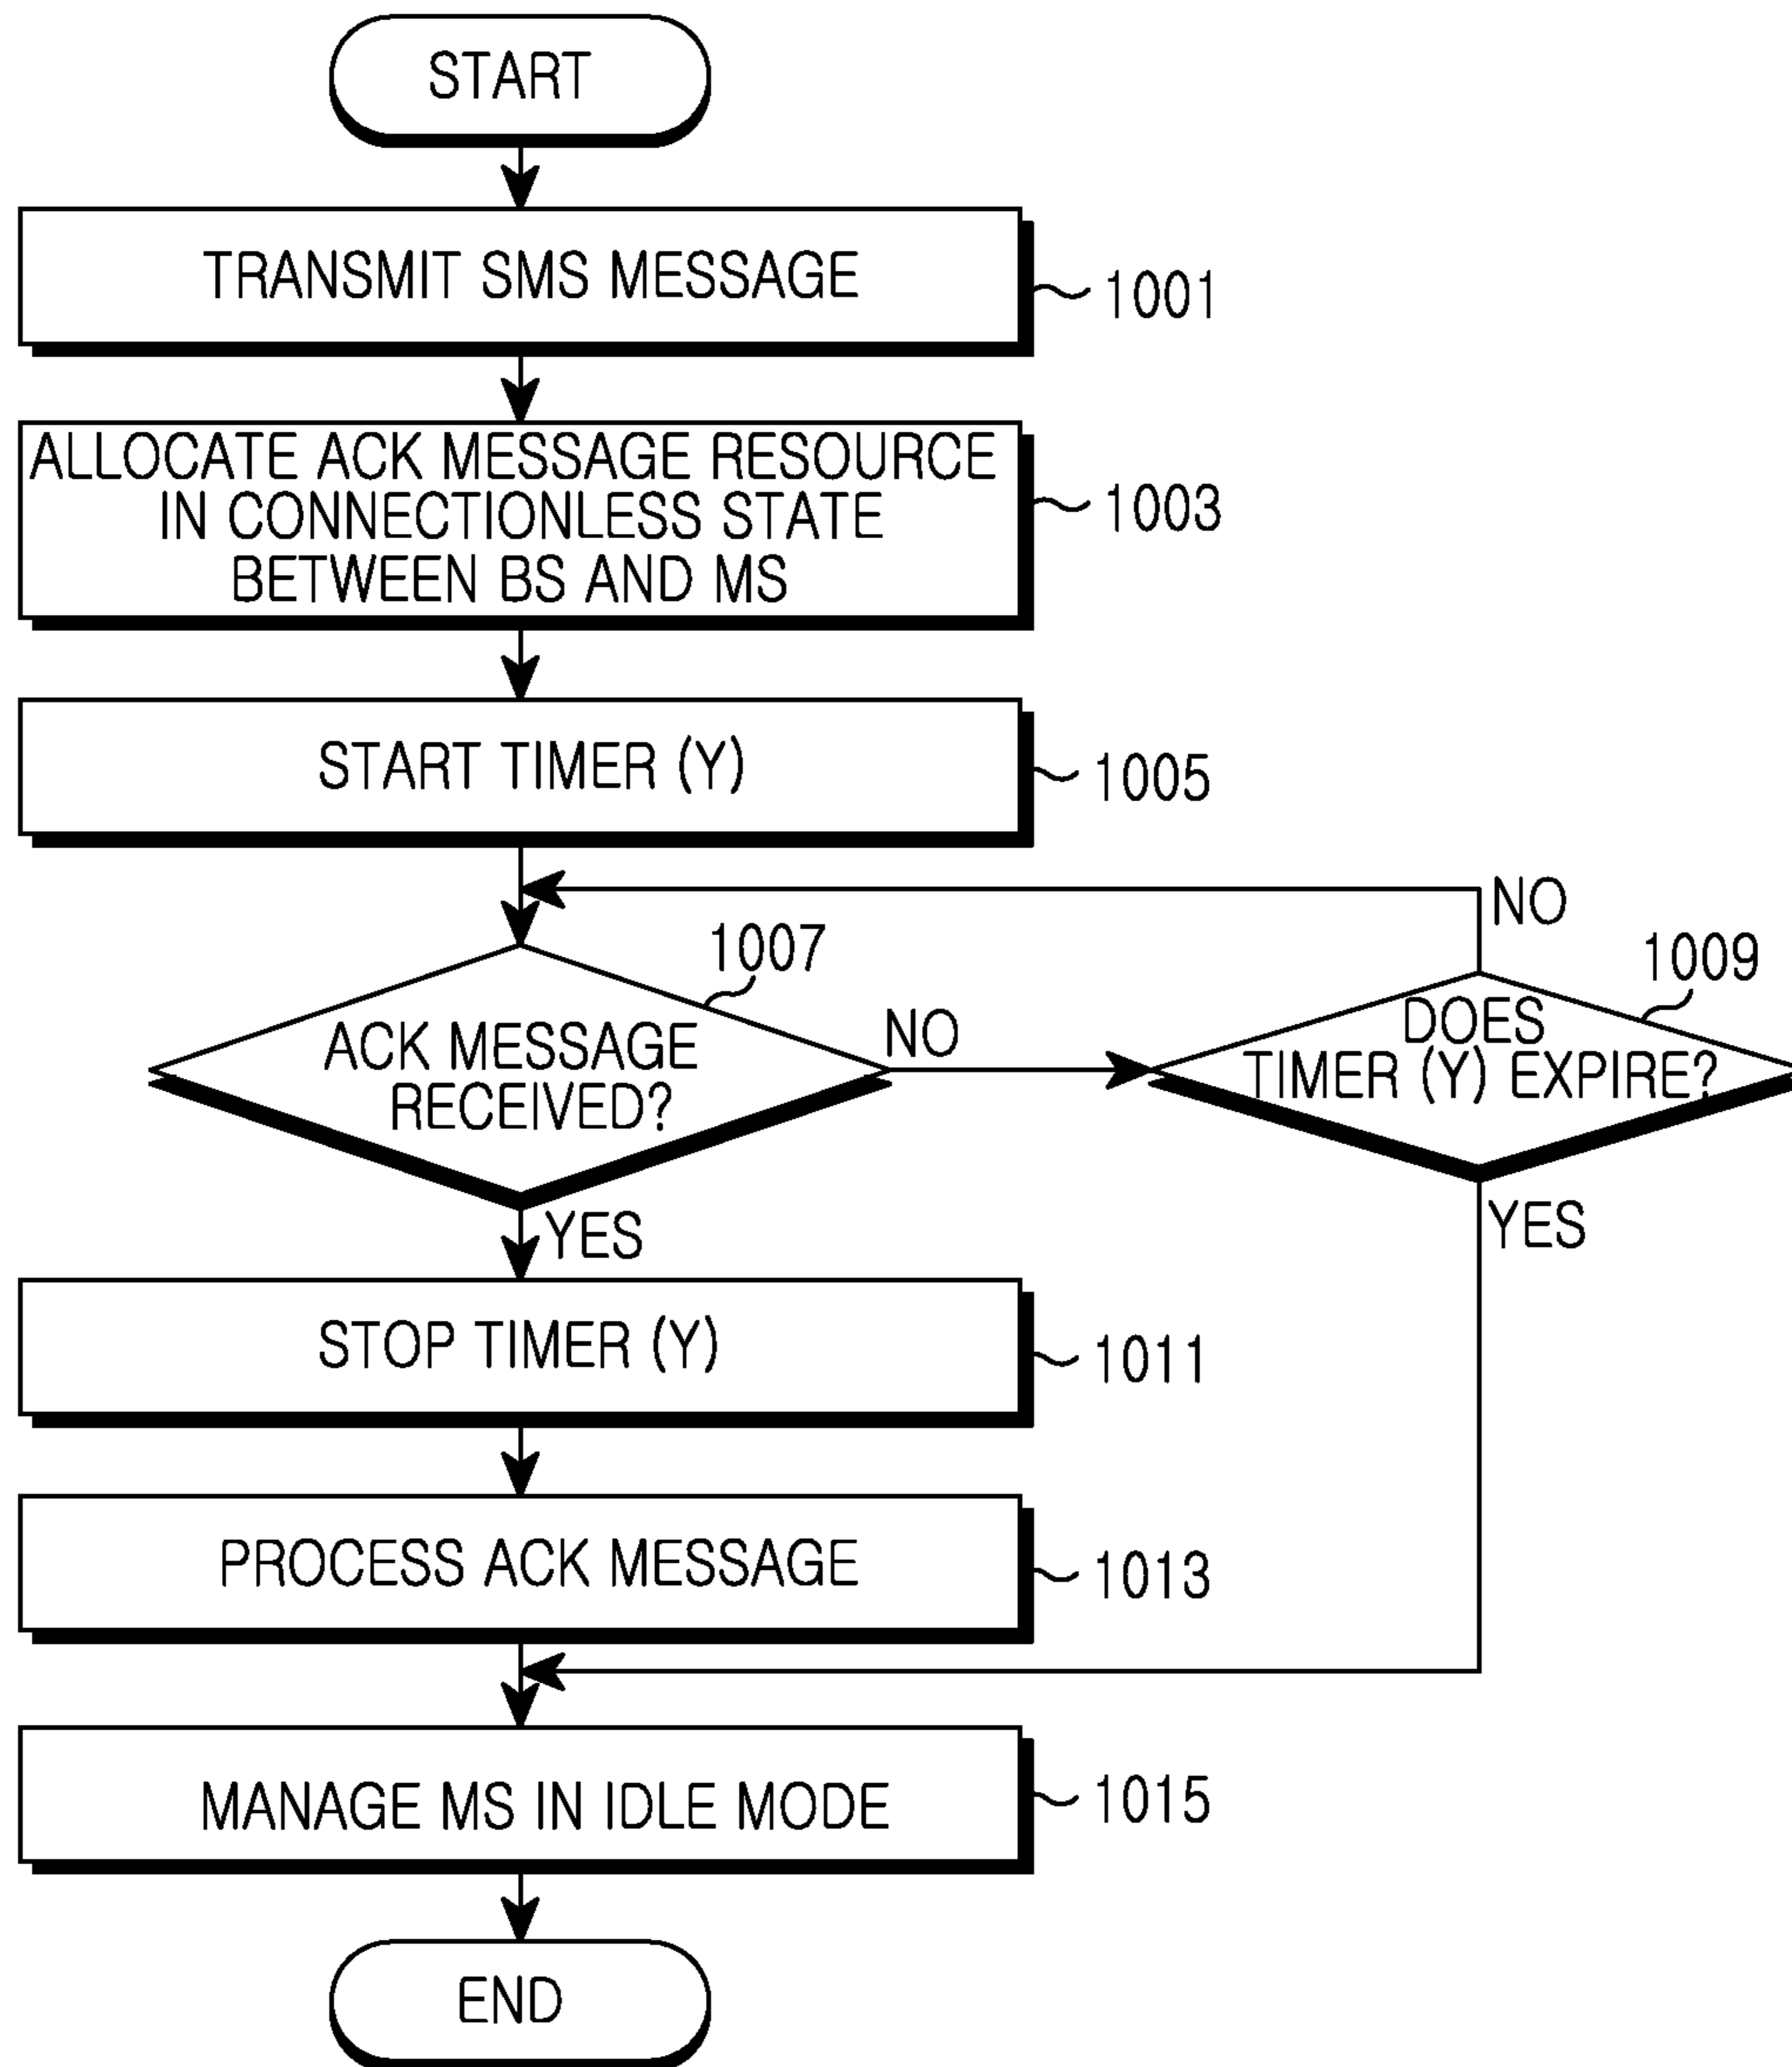 START
TRANSMIT SMS MESSAGE
1001
ALLOCATE ACK MESSAGE RESOURCE
IN CONNECTIONLESS STATE
BETWEEN BS AND MS
1003
START TIMER (Y)
1005
NO
1007
1009
ACK MESSAGE
RECEIVED?
NO
DOES
TIMER (Y) EXPIRE?
YES
YES
STOP TIMER (Y)
1011
PROCESS ACK MESSAGE
1013
MANAGE MS IN IDLE MODE
1015
END